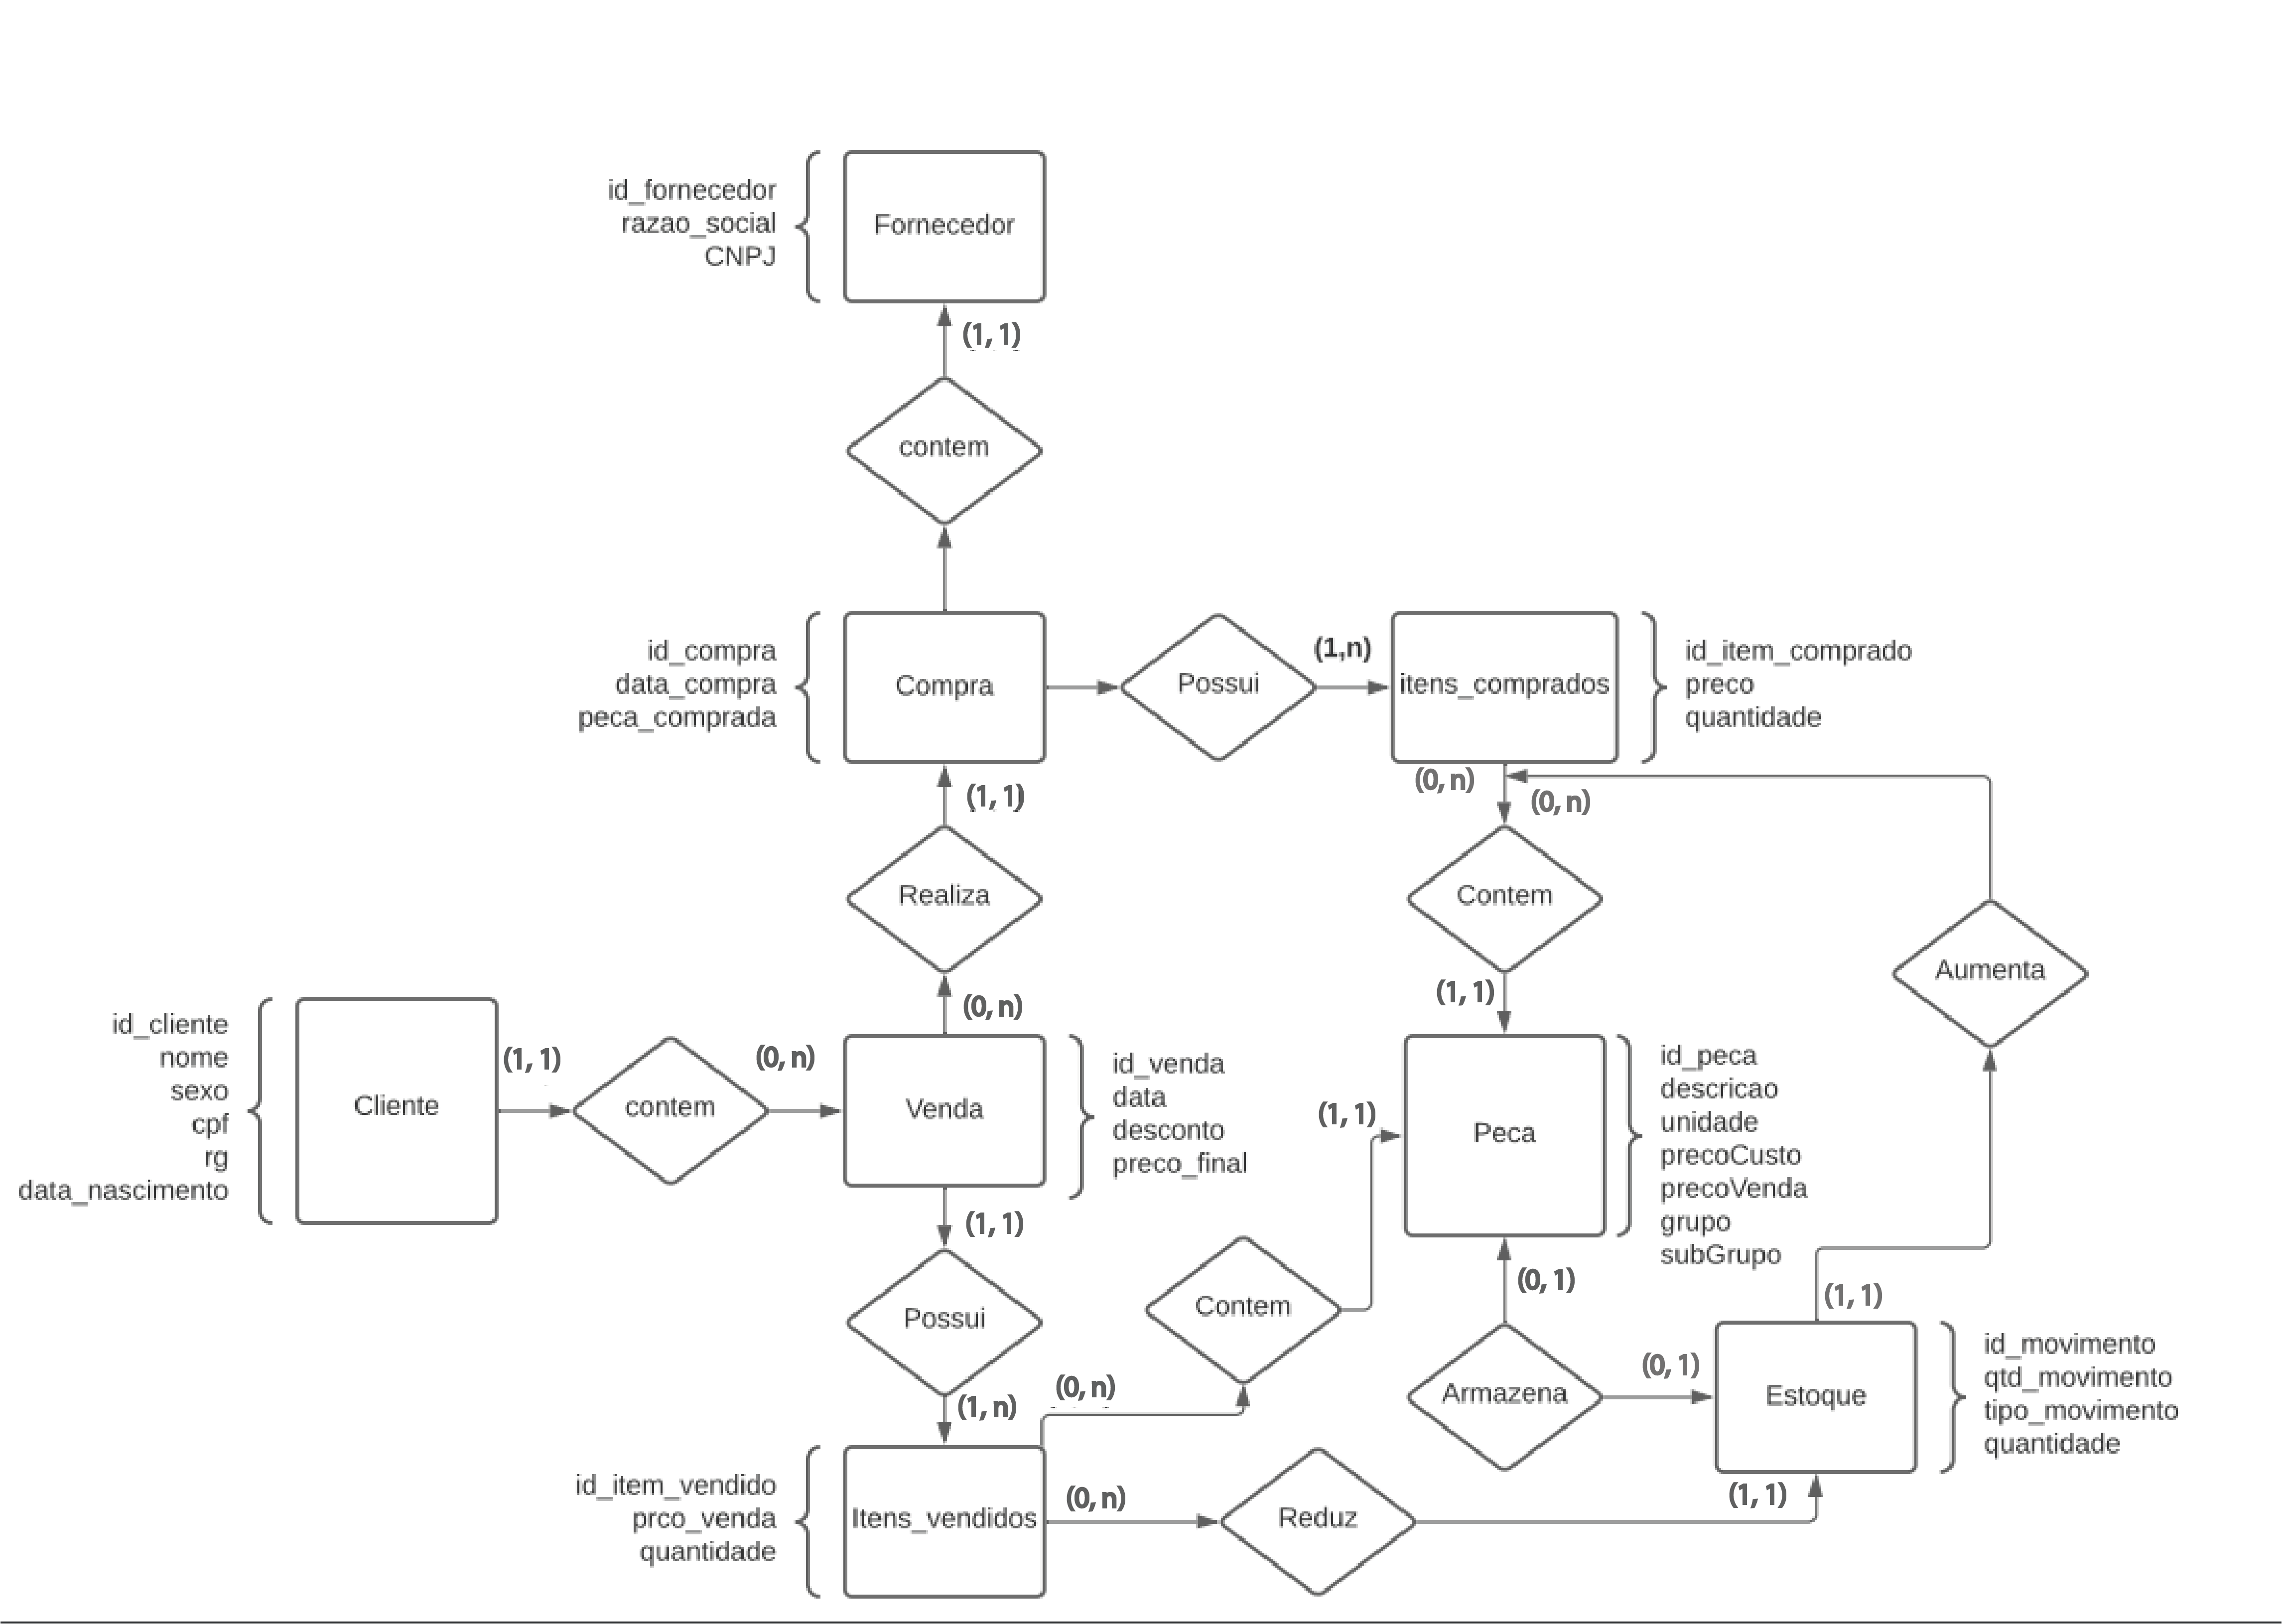 id_fornecedor
razao_social
CNPJ
Fornecedor
(1, 1)
contem
id_compra
data_compra
peca_comprada
Compra
Possui
(1,n)
itens_comprados
id_item_comprado
preco
quantidade
(1, 1)
(0, n)
(0, n)
Realiza
Contem
Aumenta
(0, n)
(1, 1)
id_cliente
nome
sexo
cpf
rg
data_nascimento
Cliente
(1, 1)
contem
(0, n)
Venda
id_venda
data
desconto
preco_final
(1, 1)
Peca
id_peca
descricao
unidade
precoCusto
precoVenda
grupo
subGrupo
(1, 1)
Possui
Contem
(0, 1)
(1, 1)
Armazena
(0, 1)
Estoque
id_movimento
qtd_movimento
tipo_movimento
quantidade
(1, n)
(0, n)
id_item_vendido
prco_venda
quantidade
Itens_vendidos
(0, n)
Reduz
(1, 1)